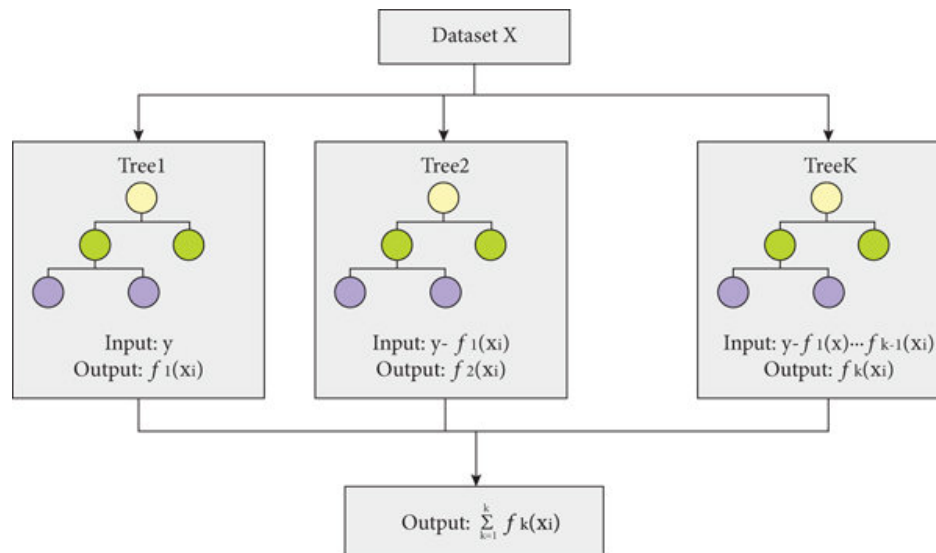 Dataset X
Tree1
Input: y
Output: f 1(xi)
Tree2
Input: y- f 1(xi)
Output: f 2(xi)
TreeK
Input: y-f 1(x)···f k-1(xi)
Output: f k(xi)
Output: k∑k=1 f k(xi)